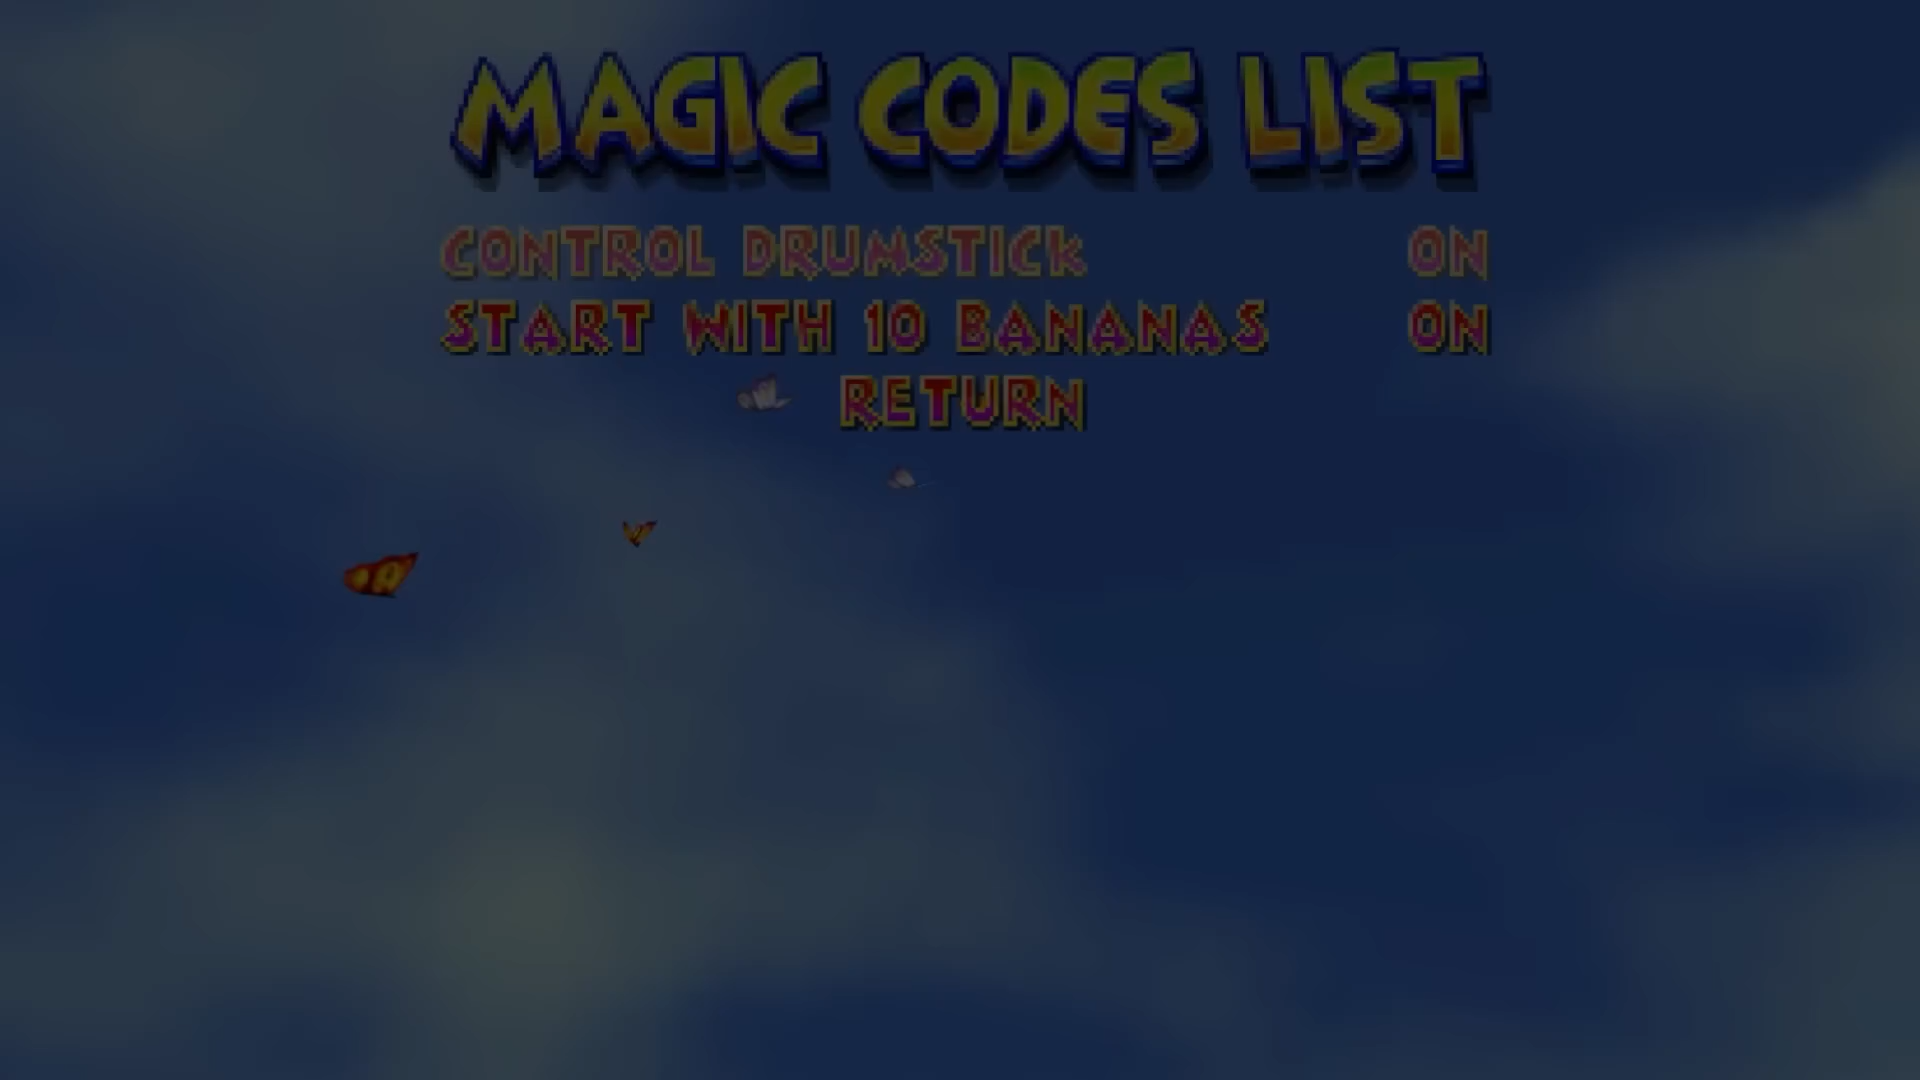 MAGIC CODES LIST
CONTROL DRUMSTICK ON
START WITH 10 BANANAS ON
RETURN